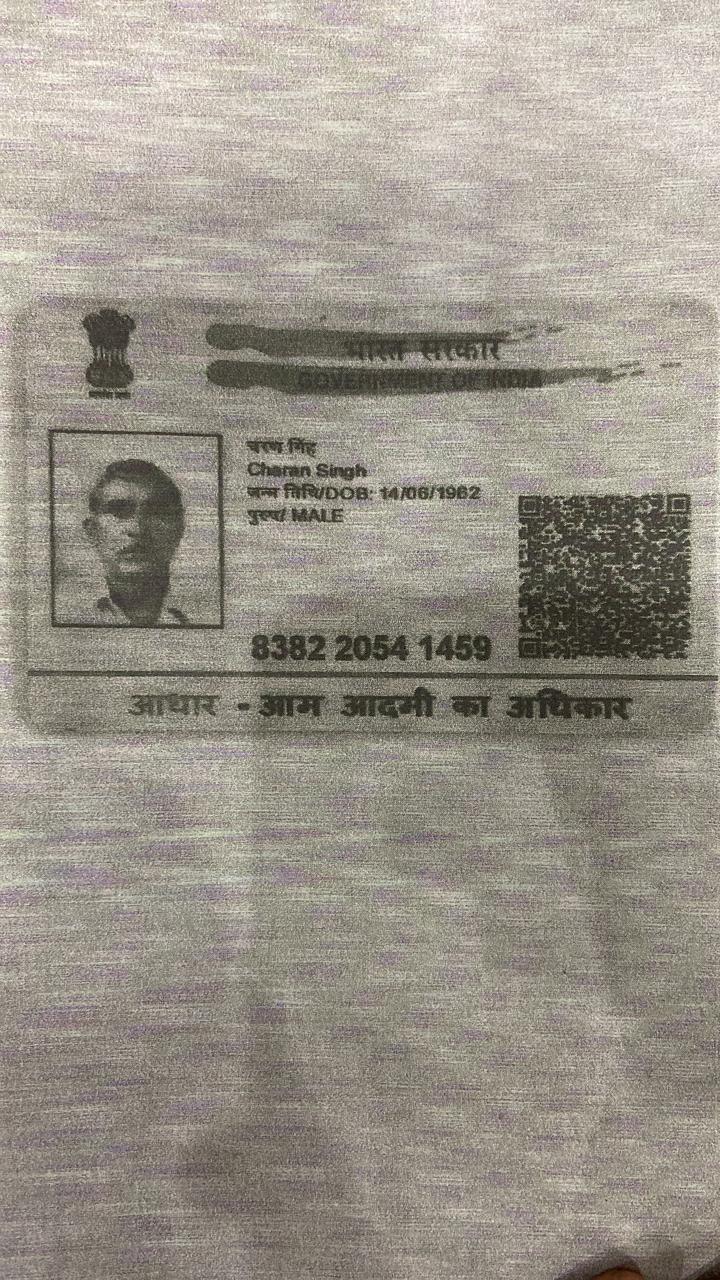 भारत सरकार
GOVERNMENT OF INDIA
चरण सिंह
Charan Singh
जन्म तिथि/DOB: 14/06/1962
पुरुष/ MALE
8382 2054 1459
आधार - आम आदमी का अधिकार